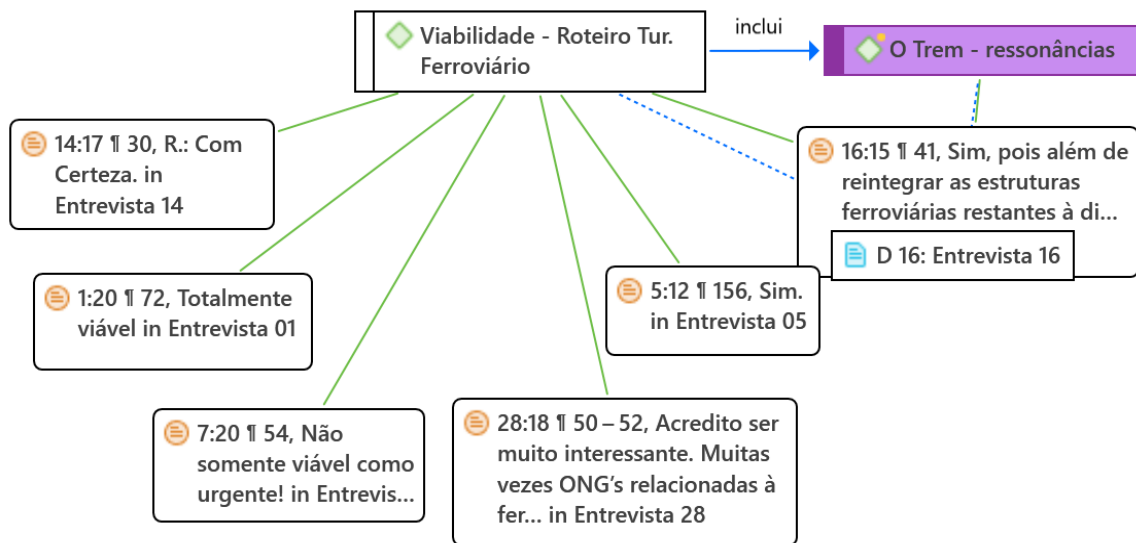 Viabilidade - Roteiro Tur.
Ferroviário
inclui
O Trem - ressonâncias
14:17 ¶ 30, R.: Com
Certeza. in
Entrevista 14
16:15 ¶ 41, Sim, pois além de
reintegrar as estruturas
ferroviárias restantes à di...
D 16: Entrevista 16
1:20 ¶ 72, Totalmente
viável in Entrevista 01
5:12 ¶ 156, Sim.
in Entrevista 05
7:20 ¶ 54, Não
somente viável como
urgente! in Entrevis...
28:18 ¶ 50 – 52, Acredito ser
muito interessante. Muitas
vezes ONG’s relacionadas à
fer... in Entrevista 28